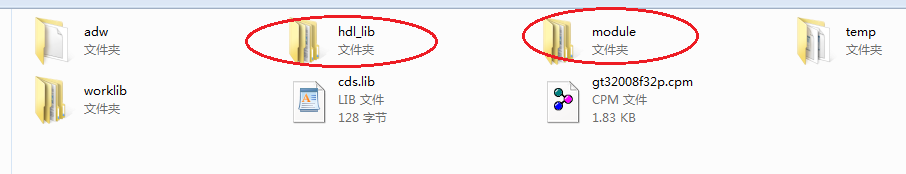 adw
文件夹
hdl_lib
文件夹
module
文件夹
temp
文件夹
worklib
文件夹
cds.lib
LIB 文件
128 字节
gt32008f32p.cpm
CPM 文件
1.83 KB